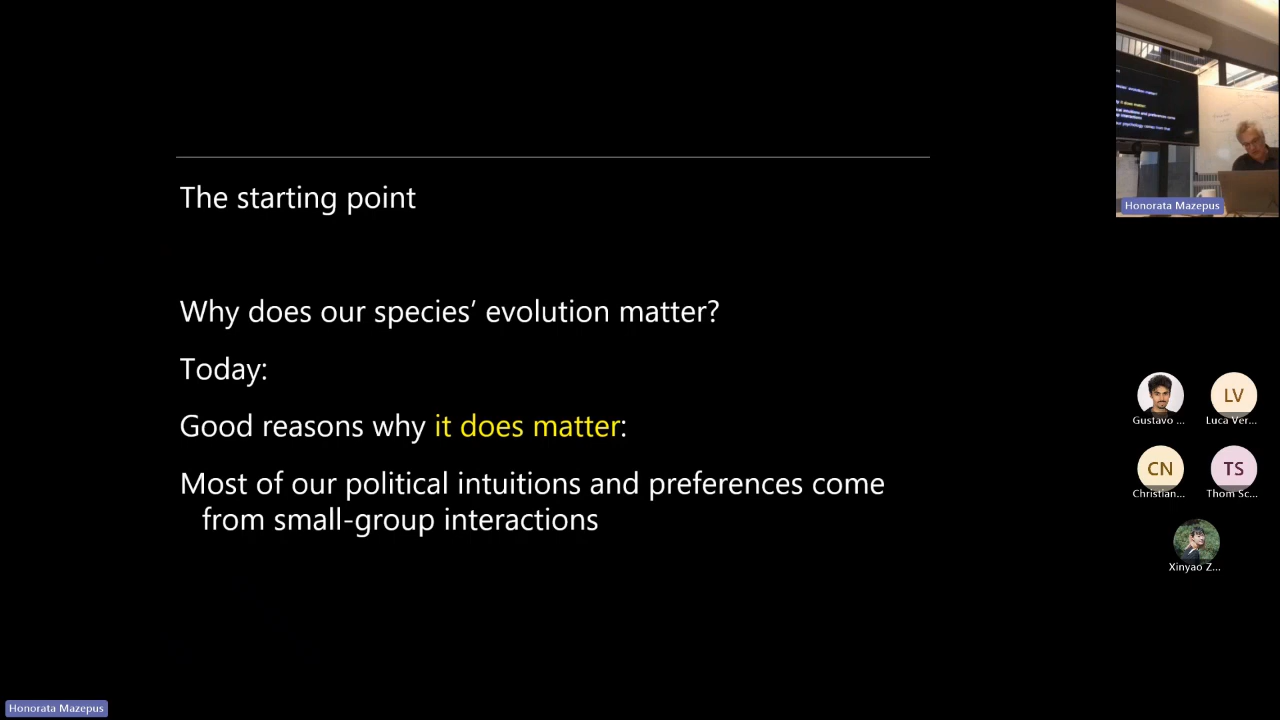 The starting point
Why does our species’ evolution matter?
Today:
Good reasons why it does matter:
Most of our political intuitions and preferences come
from small-group interactions
Honorata Mazepus
Gustavo ...
Luca Ver...
Christian...
Thom Sc...
Xinyao Z...
LV
CN
TS
Honorata Mazepus